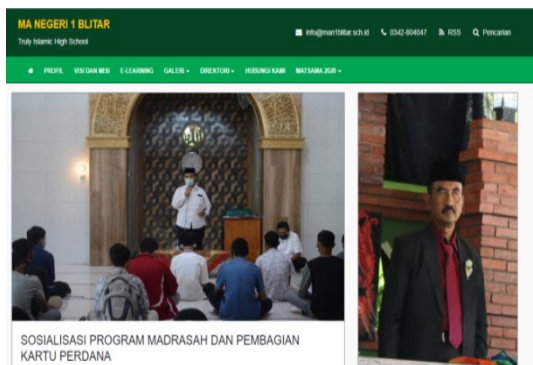 MA NEGERI 1 BLITAR
Truly Islamic High School
info@man1blitar.sch.id 0342-804047 RSS Pencarian
PROFIL VISI DAN MISI E-LEARNING GALERI DIREKTORI HUBUNGI KAMI MATSAMA 2020
SOSIALISASI PROGRAM MADRASAH DAN PEMBAGIAN
KARTU PERDANA